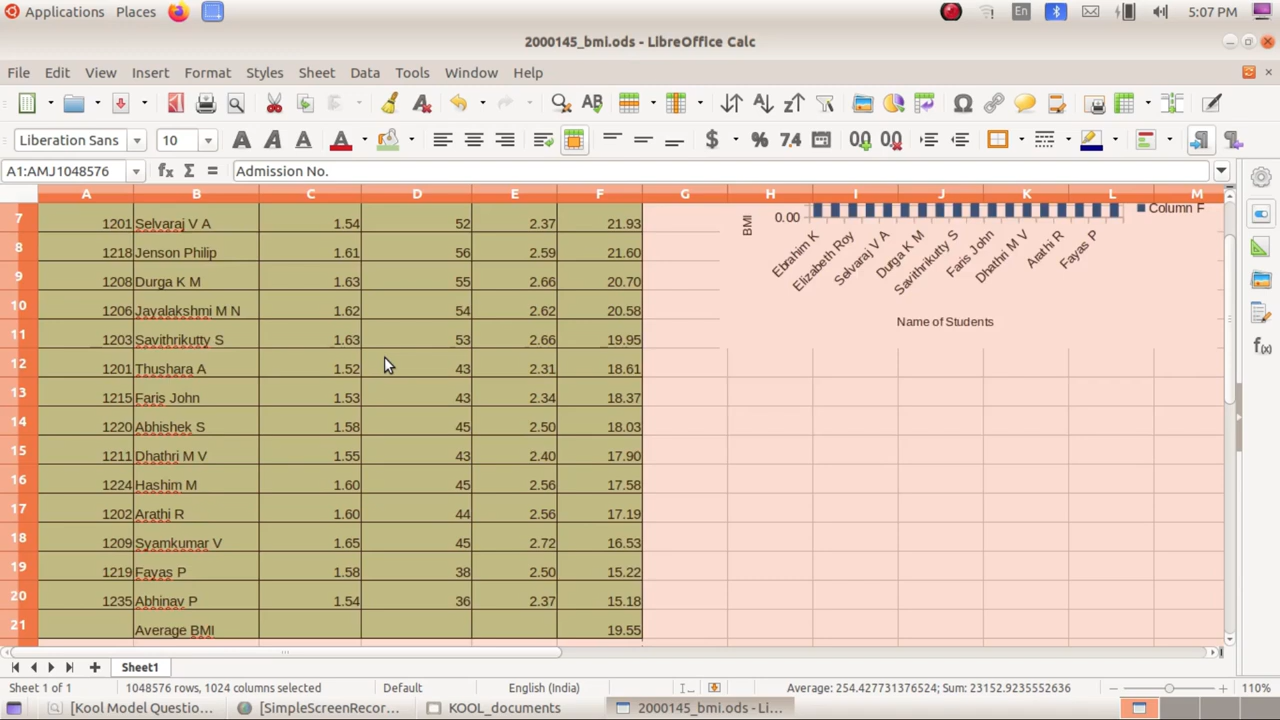 Applications Places En 5:07 PM
2000145_bmi.ods - LibreOffice Calc
File Edit View Insert Format Styles Sheet Data Tools Window Help
Liberation Sans 10 A A A A $ % 7.4
A1:AMJ1048576 fx Σ = Admission No.
A B C D E F G H I J K L M
7 1201 Selvaraj V A 1.54 52 2.37 21.93
8 1218 Jenson Philip 1.61 56 2.59 21.60
9 1208 Durga K M 1.63 55 2.66 20.70
10 1206 Jayalakshmi M N 1.62 54 2.62 20.58
11 1203 Savithrikutty S 1.63 53 2.66 19.95
12 1201 Thushara A 1.52 43 2.31 18.61
13 1215 Faris John 1.53 43 2.34 18.37
14 1220 Abhishek S 1.58 45 2.50 18.03
15 1211 Dhathri M V 1.55 43 2.40 17.90
16 1224 Hashim M 1.60 45 2.56 17.58
17 1202 Arathi R 1.60 44 2.56 17.19
18 1209 Syamkumar V 1.65 45 2.72 16.53
19 1219 Fayas P 1.58 38 2.50 15.22
20 1235 Abhinav P 1.54 36 2.37 15.18
21 Average BMI 19.55
BMI
0.00
Column F
Ebrahim K Elizabeth Roy Selvaraj V A Durga K M Savithrikutty S Faris John Dhathri M V Arathi R Fayas P
Name of Students
Sheet1
Sheet 1 of 1 1048576 rows, 1024 columns selected Default English (India) Average: 254.427731376524; Sum: 23152.9235552636 110%
[Kool Model Questio... [SimpleScreenRecor... KOOL_documents 2000145_bmi.ods - Li...